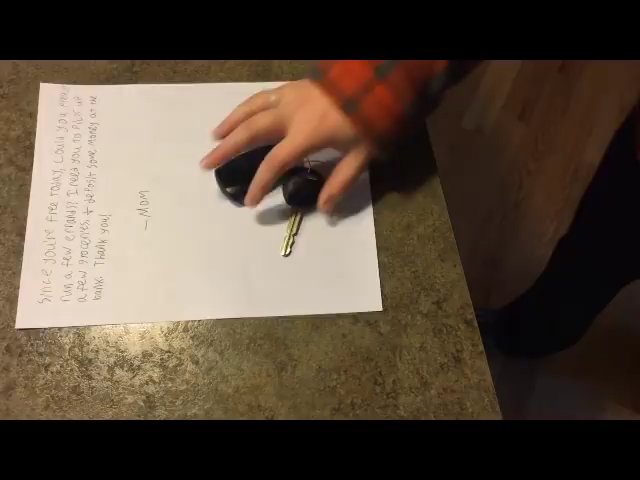 Since you're free today, could you
run a few errands? I need you to pick up
a few groceries & deposit some money at the
bank. Thank you!
—Mom